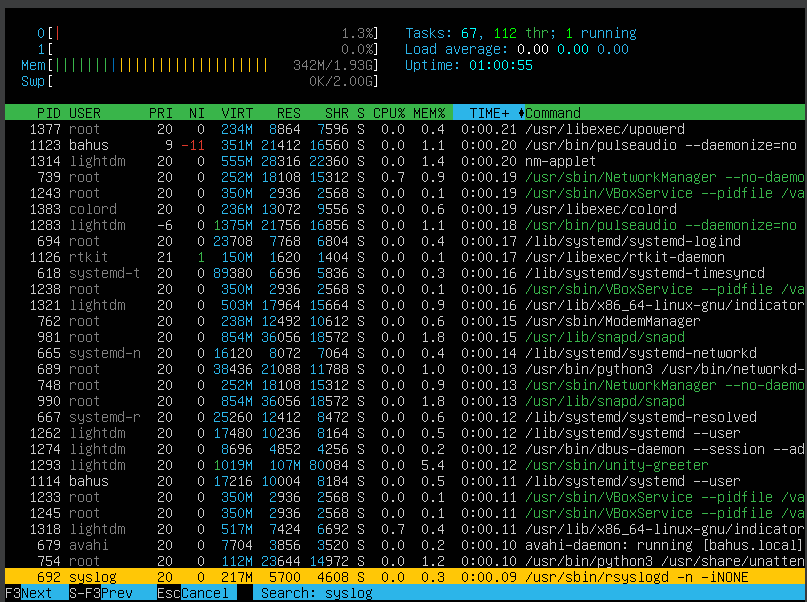 0[| 1.3%] Tasks: 67, 112 thr; 1 running
1[ 0.0%] Load average: 0.00 0.00 0.00
Mem[|||||||||||||||||||||||||| 342M/1.93G] Uptime: 01:00:55
Swp[ 0K/2.00G]
PID USER PRI NI VIRT RES SHR S CPU% MEM% TIME+ Command
1377 root 20 0 234M 8864 7596 S 0.0 0.4 0:00.21 /usr/libexec/upowerd
1123 bahus 9 -11 351M 21412 16560 S 0.0 1.1 0:00.20 /usr/bin/pulseaudio --daemonize=no
1314 lightdm 20 0 555M 28316 22360 S 0.0 1.4 0:00.20 nm-applet
739 root 20 0 252M 18108 15312 S 0.7 0.9 0:00.19 /usr/sbin/NetworkManager --no-daemo
1243 root 20 0 350M 2936 2568 S 0.0 0.1 0:00.19 /usr/sbin/VBoxService --pidfile /va
1383 colord 20 0 236M 13072 9556 S 0.0 0.6 0:00.19 /usr/libexec/colord
1283 lightdm -6 0 1375M 21756 16856 S 0.0 1.1 0:00.18 /usr/bin/pulseaudio --daemonize=no
694 root 20 0 23708 7768 6804 S 0.0 0.4 0:00.17 /lib/systemd/systemd-logind
1126 rtkit 21 1 150M 1620 1404 S 0.0 0.1 0:00.17 /usr/libexec/rtkit-daemon
618 systemd-t 20 0 89380 6696 5836 S 0.0 0.3 0:00.16 /lib/systemd/systemd-timesyncd
1238 root 20 0 350M 2936 2568 S 0.0 0.1 0:00.16 /usr/sbin/VBoxService --pidfile /va
1321 lightdm 20 0 503M 17964 15664 S 0.0 0.9 0:00.16 /usr/lib/x86_64-linux-gnu/indicator
762 root 20 0 238M 12492 10612 S 0.0 0.6 0:00.15 /usr/sbin/ModemManager
981 root 20 0 854M 36056 18572 S 0.0 1.8 0:00.15 /usr/lib/snapd/snapd
665 systemd-n 20 0 16120 8072 7064 S 0.0 0.4 0:00.14 /lib/systemd/systemd-networkd
689 root 20 0 38436 21088 11788 S 0.0 1.0 0:00.13 /usr/bin/python3 /usr/bin/networkd-
748 root 20 0 252M 18108 15312 S 0.0 0.9 0:00.13 /usr/sbin/NetworkManager --no-daemo
990 root 20 0 854M 36056 18572 S 0.0 1.8 0:00.13 /usr/lib/snapd/snapd
667 systemd-r 20 0 25260 12412 8472 S 0.0 0.6 0:00.12 /lib/systemd/systemd-resolved
1262 lightdm 20 0 17480 10236 8164 S 0.0 0.5 0:00.12 /lib/systemd/systemd --user
1274 lightdm 20 0 8696 4852 4256 S 0.0 0.2 0:00.12 /usr/bin/dbus-daemon --session --ad
1293 lightdm 20 0 1019M 107M 80084 S 0.0 5.4 0:00.12 /usr/sbin/unity-greeter
1114 bahus 20 0 17216 10004 8184 S 0.0 0.5 0:00.11 /lib/systemd/systemd --user
1233 root 20 0 350M 2936 2568 S 0.0 0.1 0:00.11 /usr/sbin/VBoxService --pidfile /va
1245 root 20 0 350M 2936 2568 S 0.0 0.1 0:00.11 /usr/sbin/VBoxService --pidfile /va
1318 lightdm 20 0 517M 7424 6692 S 0.7 0.4 0:00.11 /usr/lib/x86_64-linux-gnu/indicator
679 avahi 20 0 7704 3856 3520 S 0.0 0.2 0:00.10 avahi-daemon: running [bahus.local]
754 root 20 0 112M 23644 14972 S 0.0 1.2 0:00.10 /usr/bin/python3 /usr/share/unatten
692 syslog 20 0 217M 5700 4608 S 0.0 0.3 0:00.09 /usr/sbin/rsyslogd -n -iNONE
F3Next S-F3Prev EscCancel Search: syslog